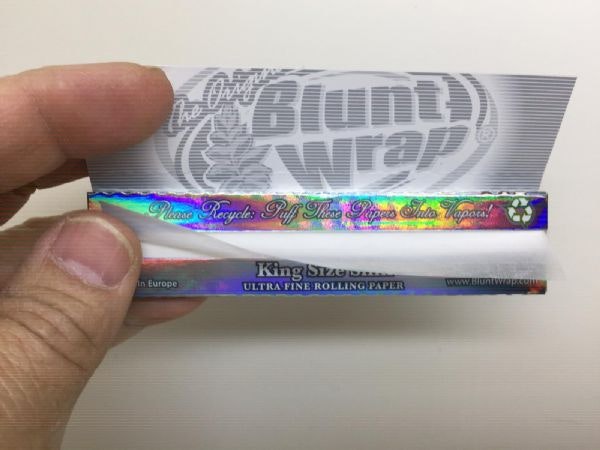 The Original
Blunt
Wrap®
Please Recycle: Puff These Papers Into Vapors!
King Size Slim
In Europe
ULTRA FINE ROLLING PAPER
www.BluntWrap.com